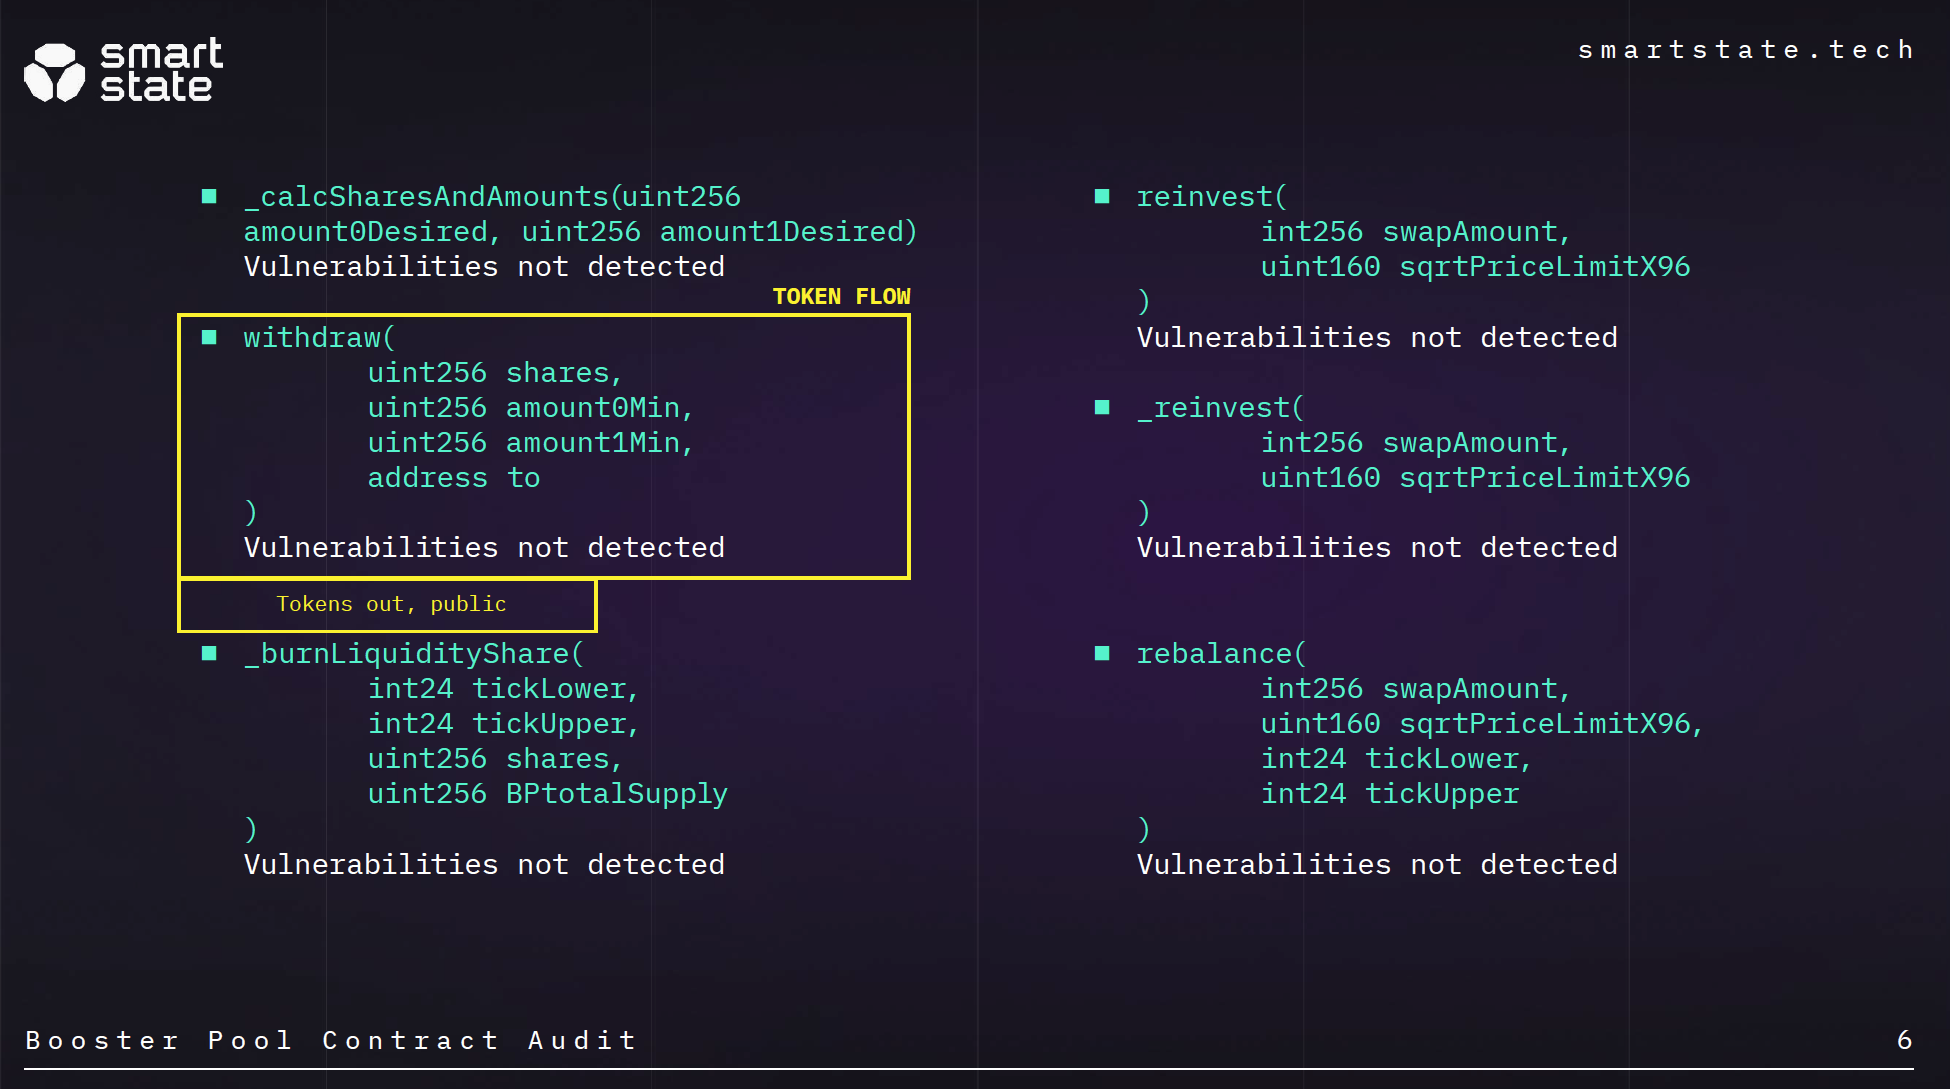 smart
state
smartstate.tech
_calcSharesAndAmounts(uint256
amount0Desired, uint256 amount1Desired)
Vulnerabilities not detected
TOKEN FLOW
withdraw(
uint256 shares,
uint256 amount0Min,
uint256 amount1Min,
address to
)
Vulnerabilities not detected
Tokens out, public
_burnLiquidityShare(
int24 tickLower,
int24 tickUpper,
uint256 shares,
uint256 BPtotalSupply
)
Vulnerabilities not detected
reinvest(
int256 swapAmount,
uint160 sqrtPriceLimitX96
)
Vulnerabilities not detected
_reinvest(
int256 swapAmount,
uint160 sqrtPriceLimitX96
)
Vulnerabilities not detected
rebalance(
int256 swapAmount,
uint160 sqrtPriceLimitX96,
int24 tickLower,
int24 tickUpper
)
Vulnerabilities not detected
Booster Pool Contract Audit
6